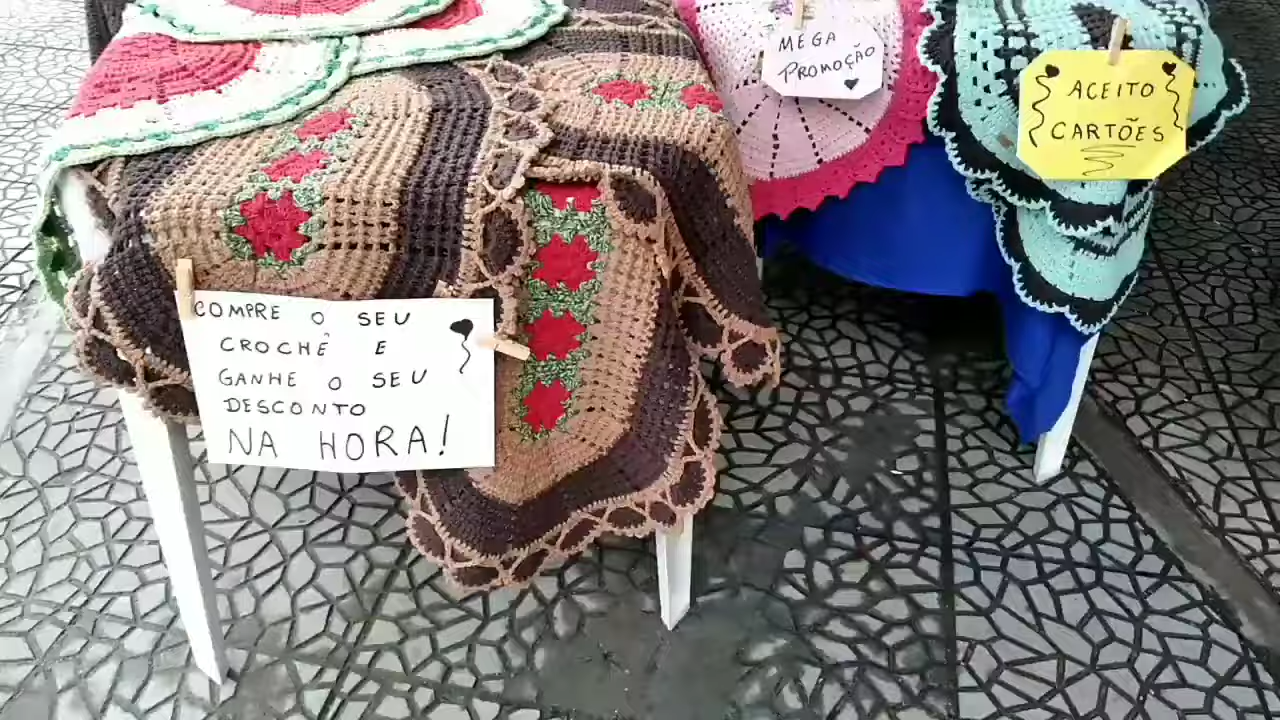 MEGA
PROMOÇÃO
ACEITO
CARTÕES
COMPRE O SEU
CROCHÊ E
GANHE O SEU
DESCONTO
NA HORA!